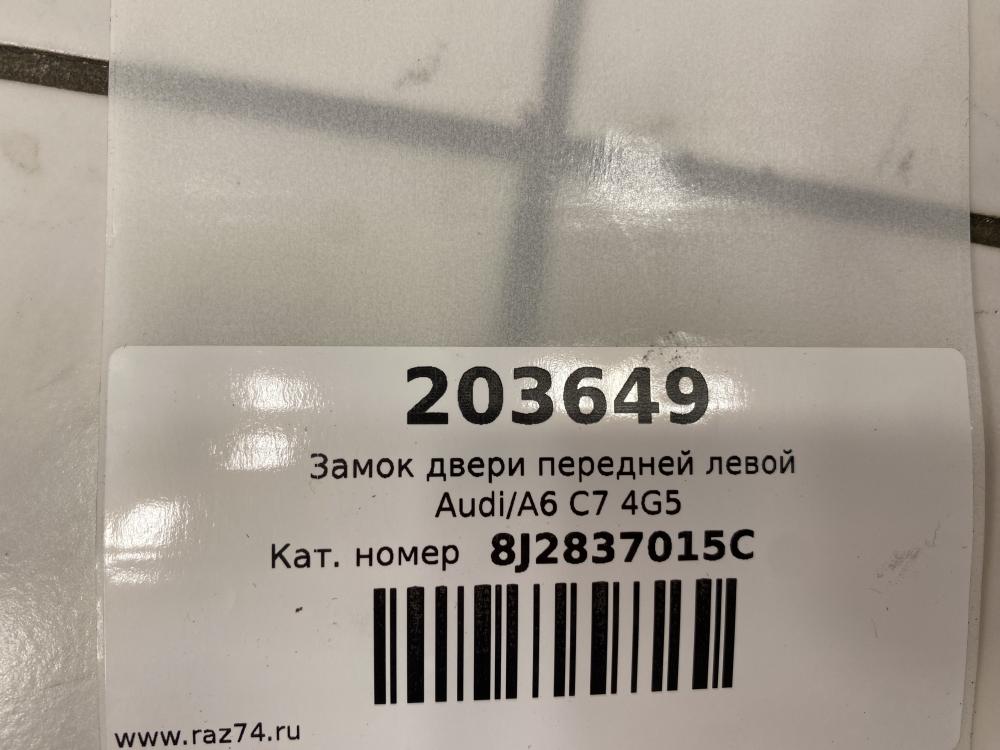 203649
Замок двери передней левой
Audi/A6 C7 4G5
Кат. номер 8J2837015C
www.raz74.ru